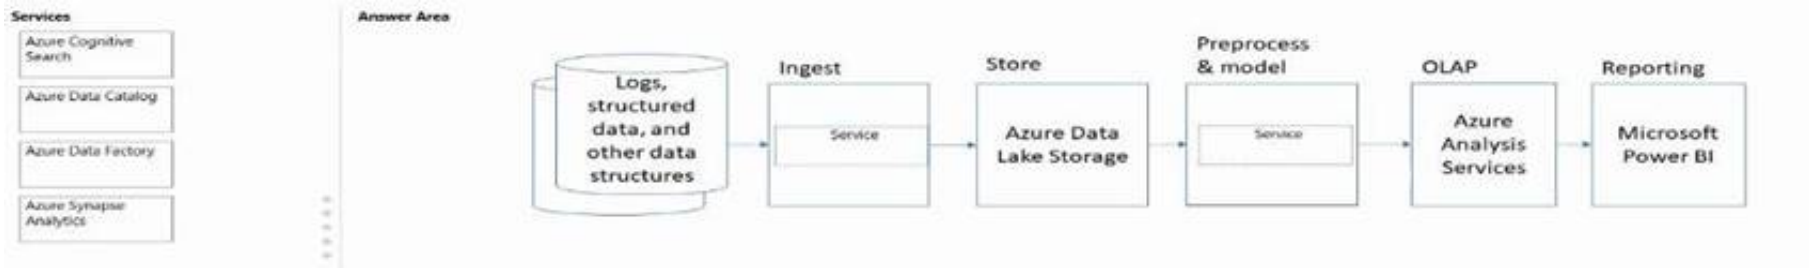 Services
Azure Cognitive
Search
Azure Data Catalog
Azure Data Factory
Azure Synapse
Analytics
Answer Area
Logs,
structured
data, and
other data
structures
Ingest
Service
Store
Azure Data
Lake Storage
Preprocess
& model
Service
OLAP
Azure
Analysis
Services
Reporting
Microsoft
Power BI